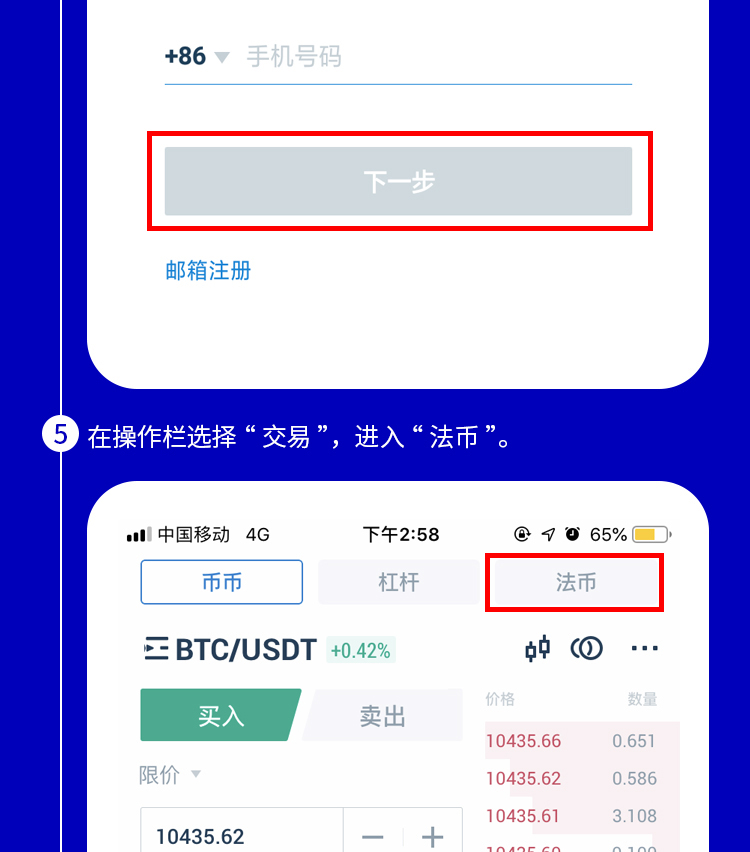 +86 手机号码
下一步
邮箱注册
5 在操作栏选择“交易”，进入“法币”。
中国移动 4G 下午2:58 65%
币币 杠杆 法币
BTC/USDT +0.42%
买入 卖出 价格 数量
10435.66 0.651
10435.62 0.586
限价
10435.61 3.108
10435.62 − +